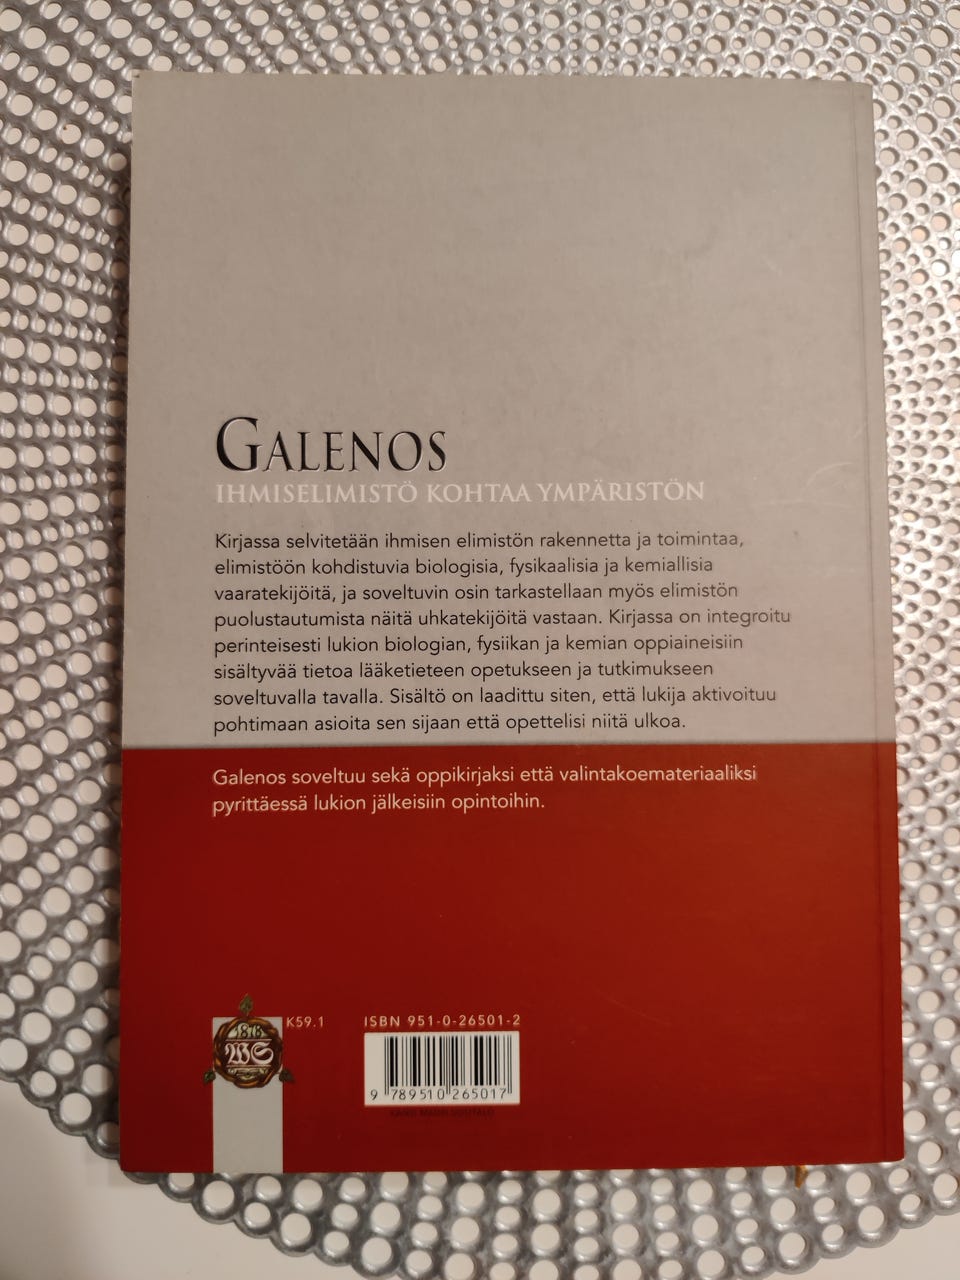 GALENOS
IHMISELIMISTÖ KOHTAA YMPÄRISTÖN
Kirjassa selvitetään ihmisen elimistön rakennetta ja toimintaa,
elimistöön kohdistuvia biologisia, fysikaalisia ja kemiallisia
vaaratekijöitä, ja soveltuvin osin tarkastellaan myös elimistön
puolustautumista näitä uhkatekijöitä vastaan. Kirjassa on integroitu
perinteisesti lukion biologian, fysiikan ja kemian oppiaineisiin
sisältyvää tietoa lääketieteen opetukseen ja tutkimukseen
soveltuvalla tavalla. Sisältö on laadittu siten, että lukija aktivoituu
pohtimaan asioita sen sijaan että opettelisi niitä ulkoa.
Galenos soveltuu sekä oppikirjaksi että valintakoemateriaaliksi
pyrittäessä lukion jälkeisiin opintoihin.
1878
WS
K59.1
ISBN 951-0-26501-2
9 789510 265017